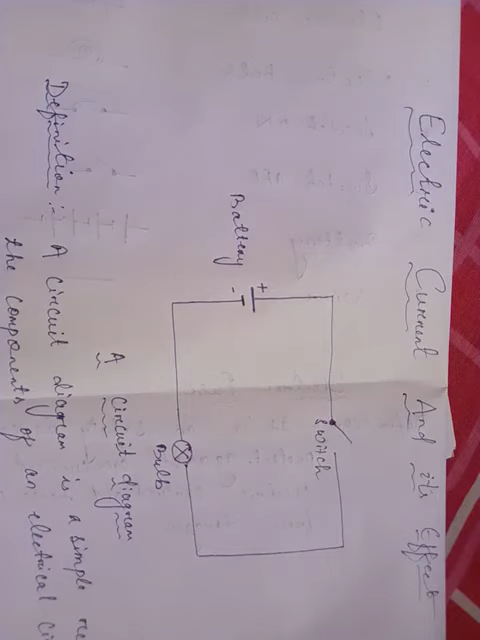 Electric Current And its Effect
Battery
- +
Switch
Bulb
A circuit diagram
Definition :- A circuit diagram is a simple
the components of an electrical